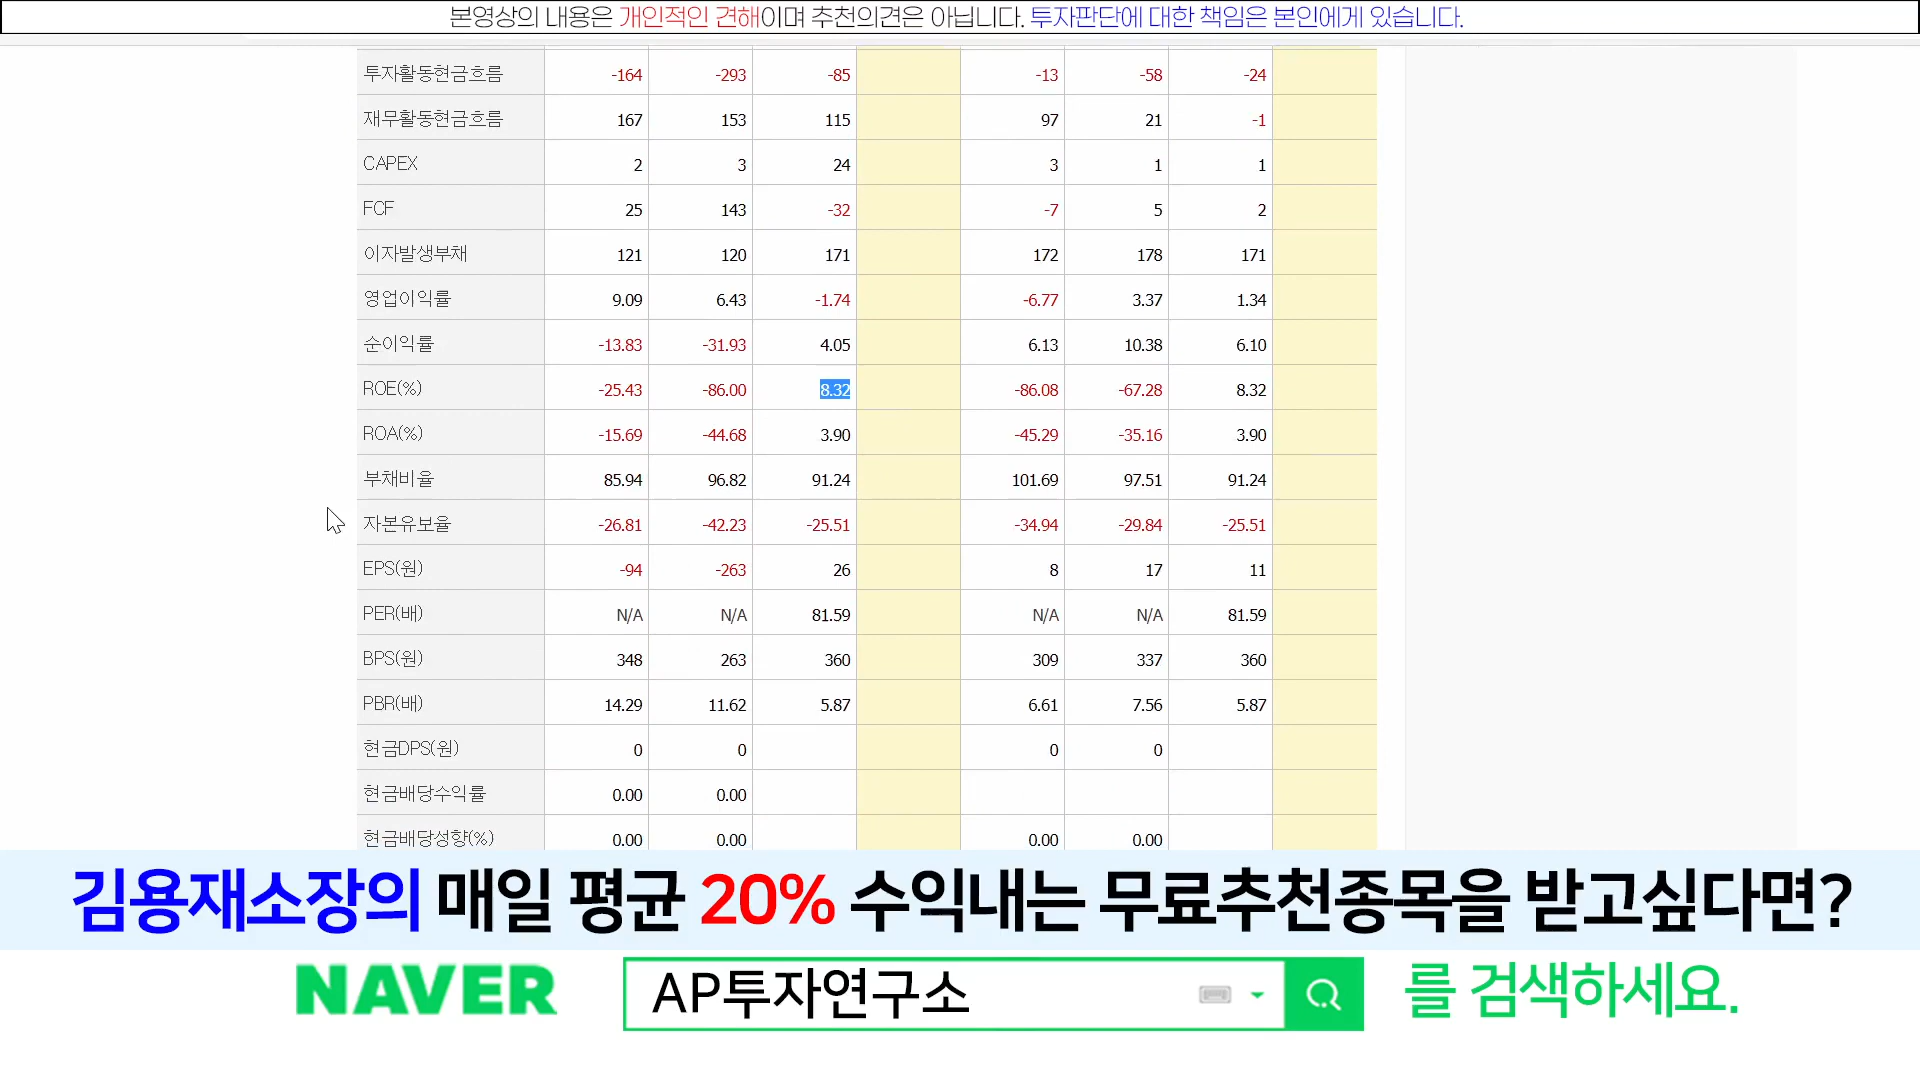 본영상의 내용은 개인적인 견해이며 추천의견은 아닙니다. 투자판단에 대한 책임은 본인에게 있습니다.
투자활동현금흐름 -164 -293 -85 -13 -58 -24
재무활동현금흐름 167 153 115 97 21 -1
CAPEX 2 3 24 3 1 1
FCF 25 143 -32 -7 5 2
이자발생부채 121 120 171 172 178 171
영업이익률 9.09 6.43 -1.74 -6.77 3.37 1.34
순이익률 -13.83 -31.93 4.05 6.13 10.38 6.10
ROE(%) -25.43 -86.00 8.32 -86.08 -67.28 8.32
ROA(%) -15.69 -44.68 3.90 -45.29 -35.16 3.90
부채비율 85.94 96.82 91.24 101.69 97.51 91.24
자본유보율 -26.81 -42.23 -25.51 -34.94 -29.84 -25.51
EPS(원) -94 -263 26 8 17 11
PER(배) N/A N/A 81.59 N/A N/A 81.59
BPS(원) 348 263 360 309 337 360
PBR(배) 14.29 11.62 5.87 6.61 7.56 5.87
현금DPS(원) 0 0 0 0
현금배당수익률 0.00 0.00
현금배당성향(%) 0.00 0.00 0.00 0.00
김용재소장의 매일 평균 20% 수익내는 무료추천종목을 받고싶다면?
NAVER AP투자연구소 를 검색하세요.